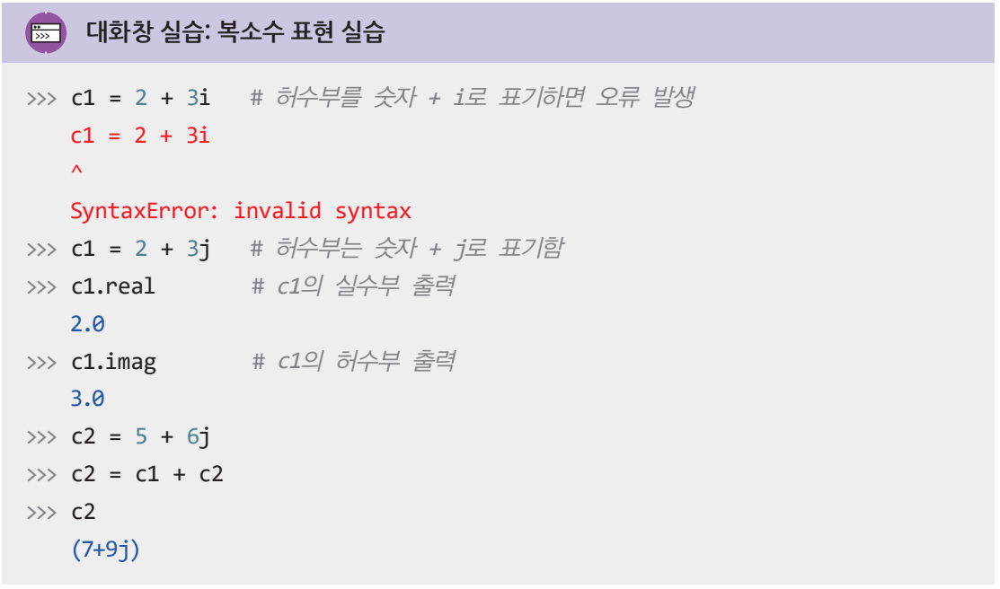 >>>
대화창 실습: 복소수 표현 실습
>>> c1 = 2 + 3i # 허수부를 숫자 + i로 표기하면 오류 발생
c1 = 2 + 3i
^
SyntaxError: invalid syntax
>>> c1 = 2 + 3j # 허수부는 숫자 + j로 표기함
>>> c1.real # c1의 실수부 출력
2.0
>>> c1.imag # c1의 허수부 출력
3.0
>>> c2 = 5 + 6j
>>> c2 = c1 + c2
>>> c2
(7+9j)